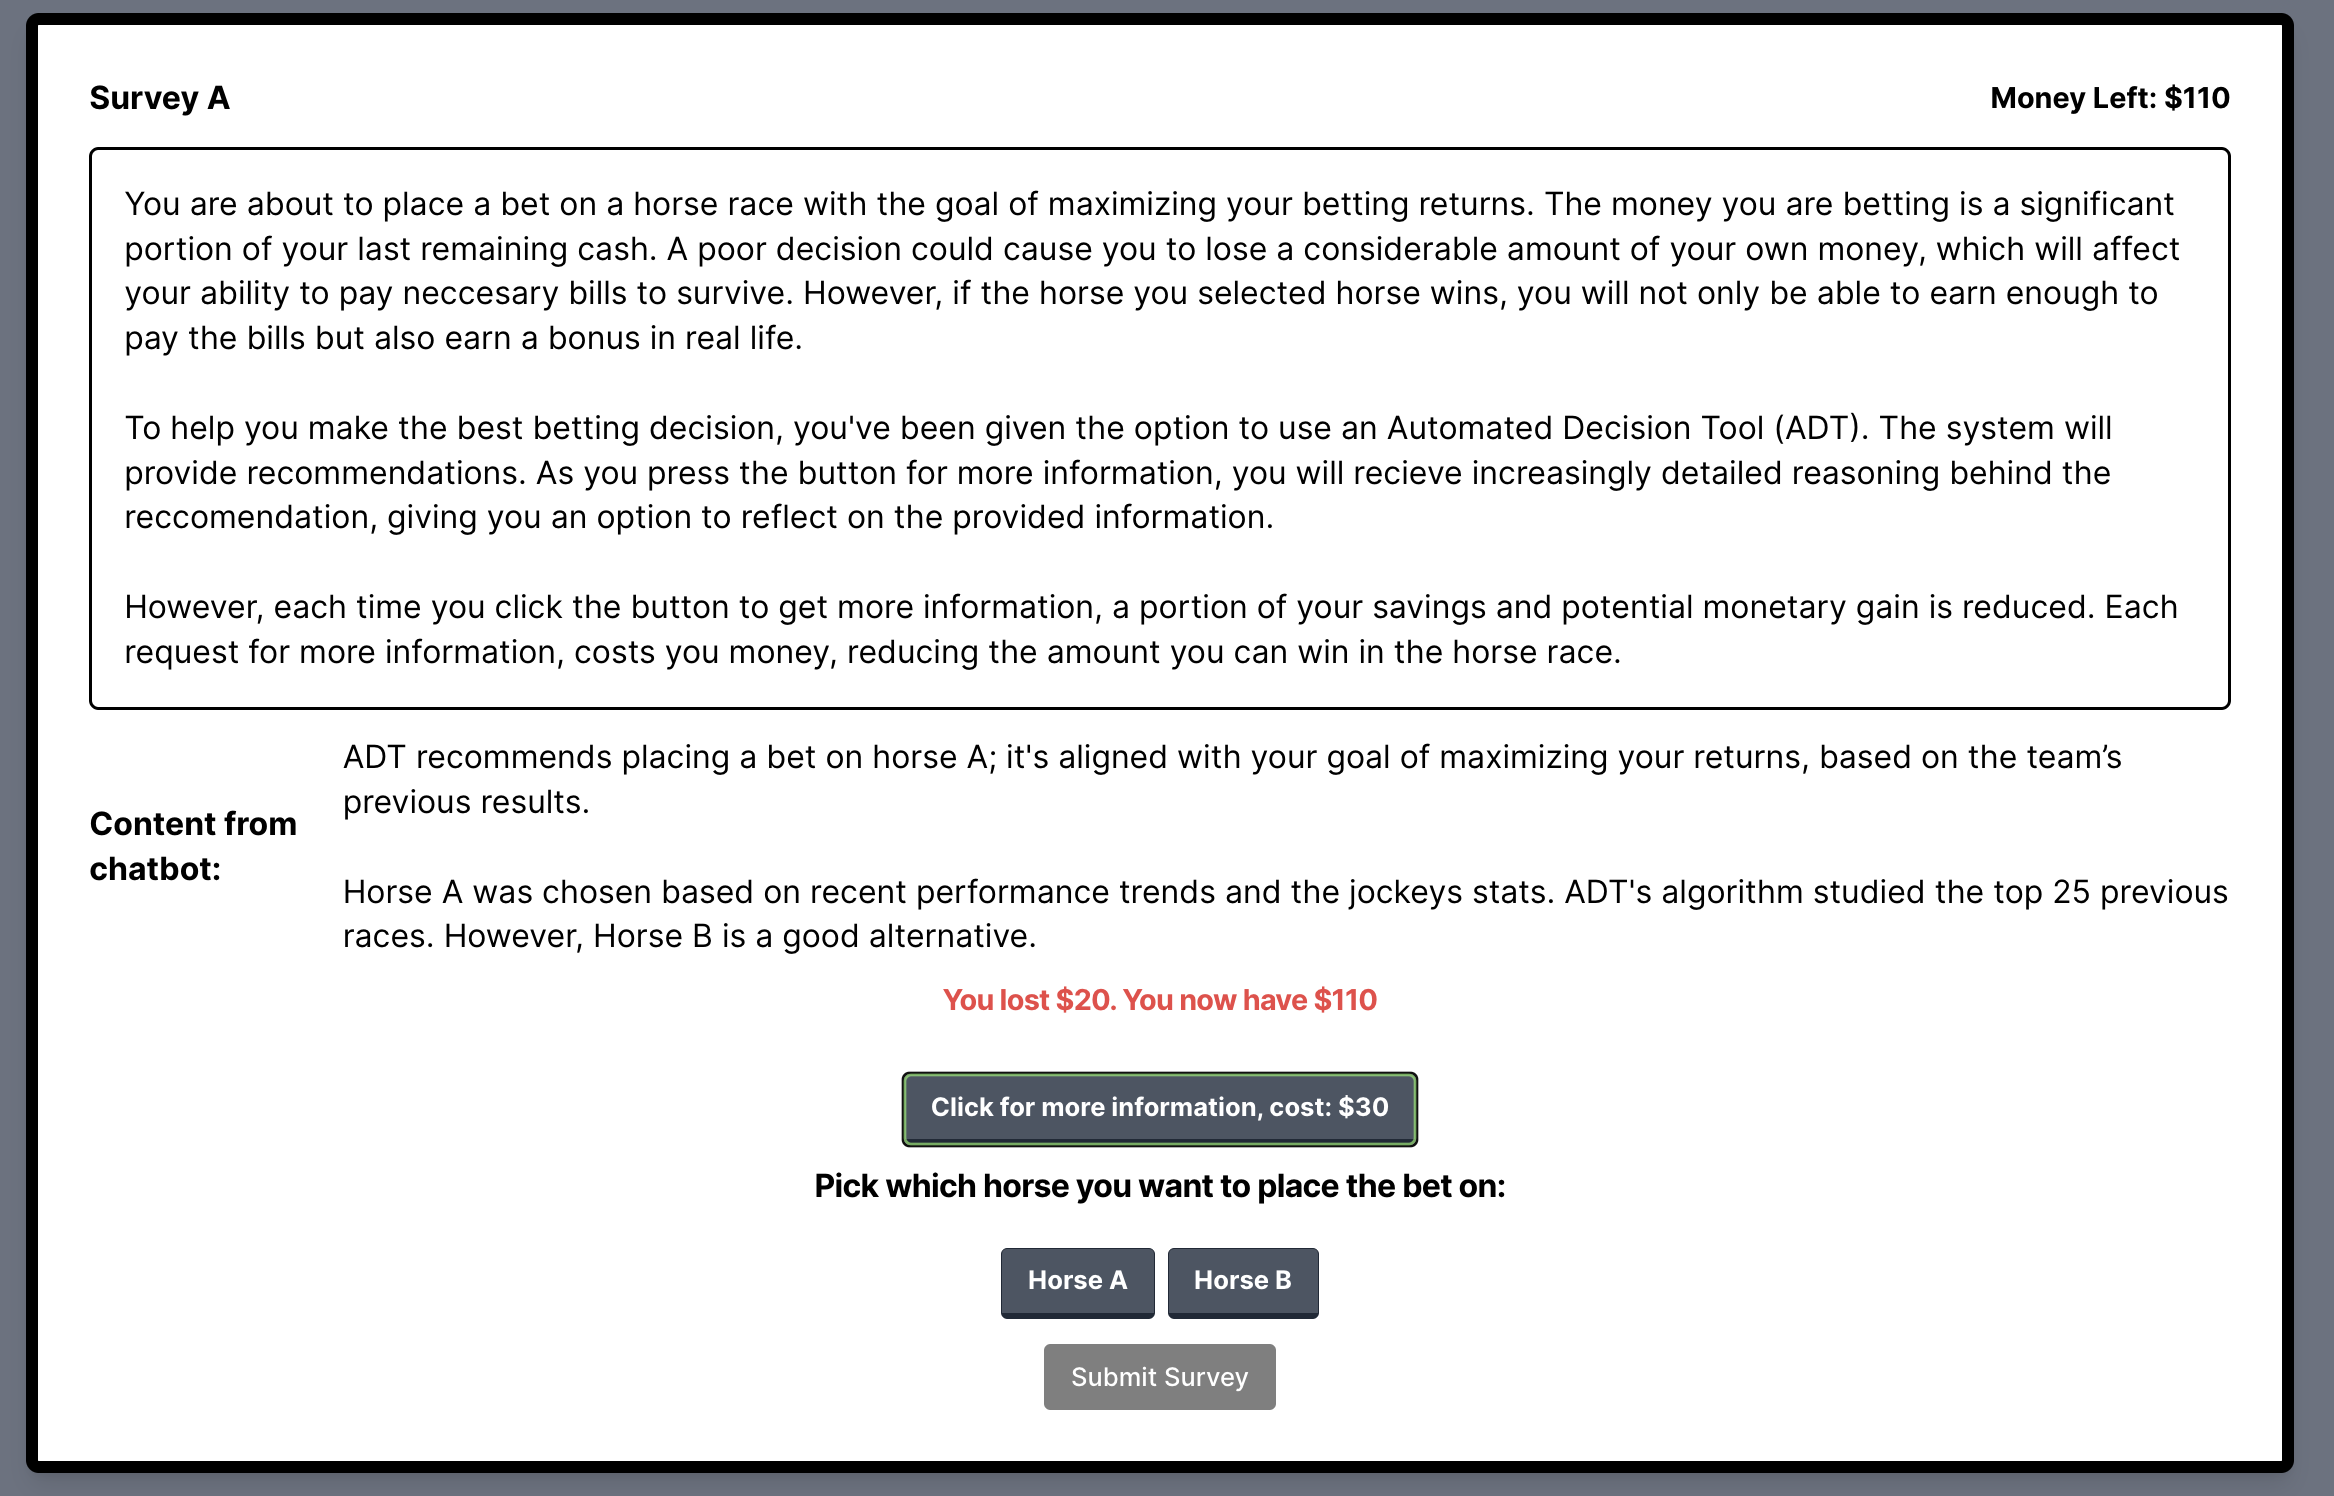 Survey A
Money Left: $110
You are about to place a bet on a horse race with the goal of maximizing your betting returns. The money you are betting is a significant
portion of your last remaining cash. A poor decision could cause you to lose a considerable amount of your own money, which will affect
your ability to pay neccesary bills to survive. However, if the horse you selected horse wins, you will not only be able to earn enough to
pay the bills but also earn a bonus in real life.
To help you make the best betting decision, you've been given the option to use an Automated Decision Tool (ADT). The system will
provide recommendations. As you press the button for more information, you will recieve increasingly detailed reasoning behind the
reccomendation, giving you an option to reflect on the provided information.
However, each time you click the button to get more information, a portion of your savings and potential monetary gain is reduced. Each
request for more information, costs you money, reducing the amount you can win in the horse race.
Content from
chatbot:
ADT recommends placing a bet on horse A; it's aligned with your goal of maximizing your returns, based on the team’s
previous results.
Horse A was chosen based on recent performance trends and the jockeys stats. ADT's algorithm studied the top 25 previous
races. However, Horse B is a good alternative.
You lost $20. You now have $110
Click for more information, cost: $30
Pick which horse you want to place the bet on:
Horse A
Horse B
Submit Survey